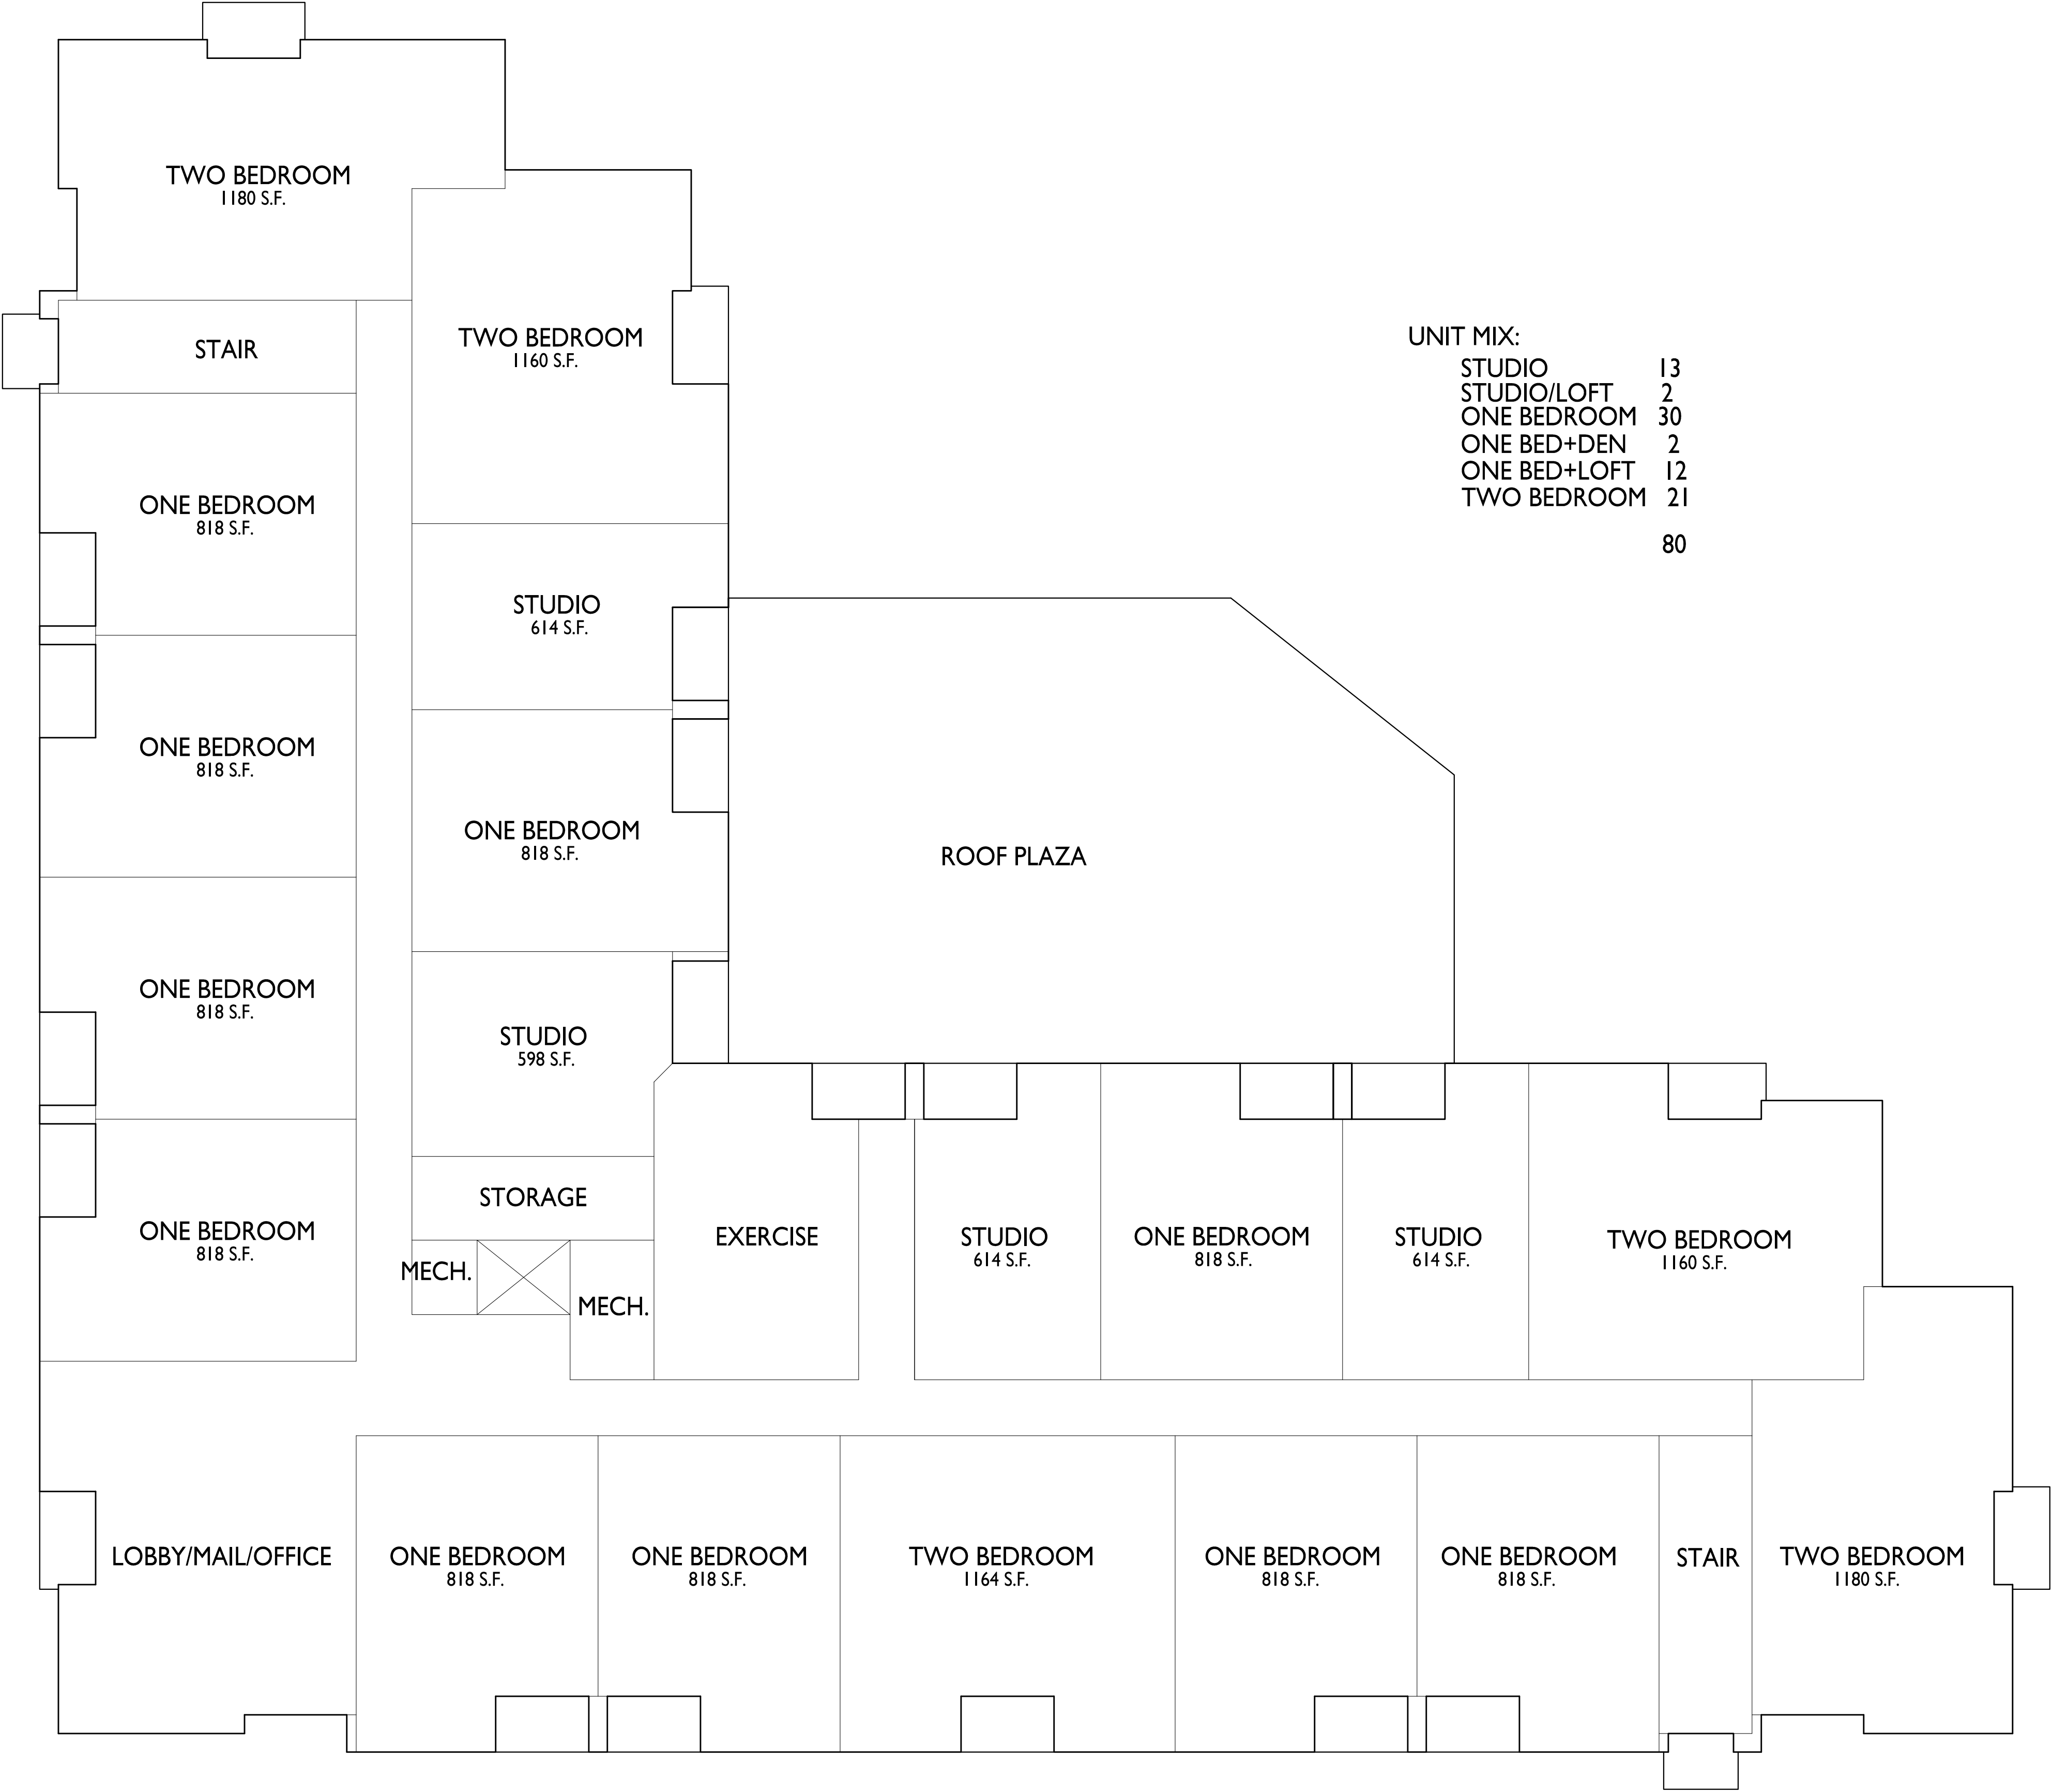 TWO BEDROOM
1180 S.F.
STAIR
TWO BEDROOM
1160 S.F.
UNIT MIX:
STUDIO 13
STUDIO/LOFT 2
ONE BEDROOM 30
ONE BED+DEN 2
ONE BED+LOFT 12
TWO BEDROOM 21
80
ONE BEDROOM
818 S.F.
STUDIO
614 S.F.
ONE BEDROOM
818 S.F.
ONE BEDROOM
818 S.F.
ROOF PLAZA
ONE BEDROOM
818 S.F.
STUDIO
598 S.F.
STORAGE
ONE BEDROOM
818 S.F.
MECH.
MECH.
EXERCISE
STUDIO
614 S.F.
ONE BEDROOM
818 S.F.
STUDIO
614 S.F.
TWO BEDROOM
1160 S.F.
LOBBY/MAIL/OFFICE
ONE BEDROOM
818 S.F.
ONE BEDROOM
818 S.F.
TWO BEDROOM
1164 S.F.
ONE BEDROOM
818 S.F.
ONE BEDROOM
818 S.F.
STAIR
TWO BEDROOM
1180 S.F.